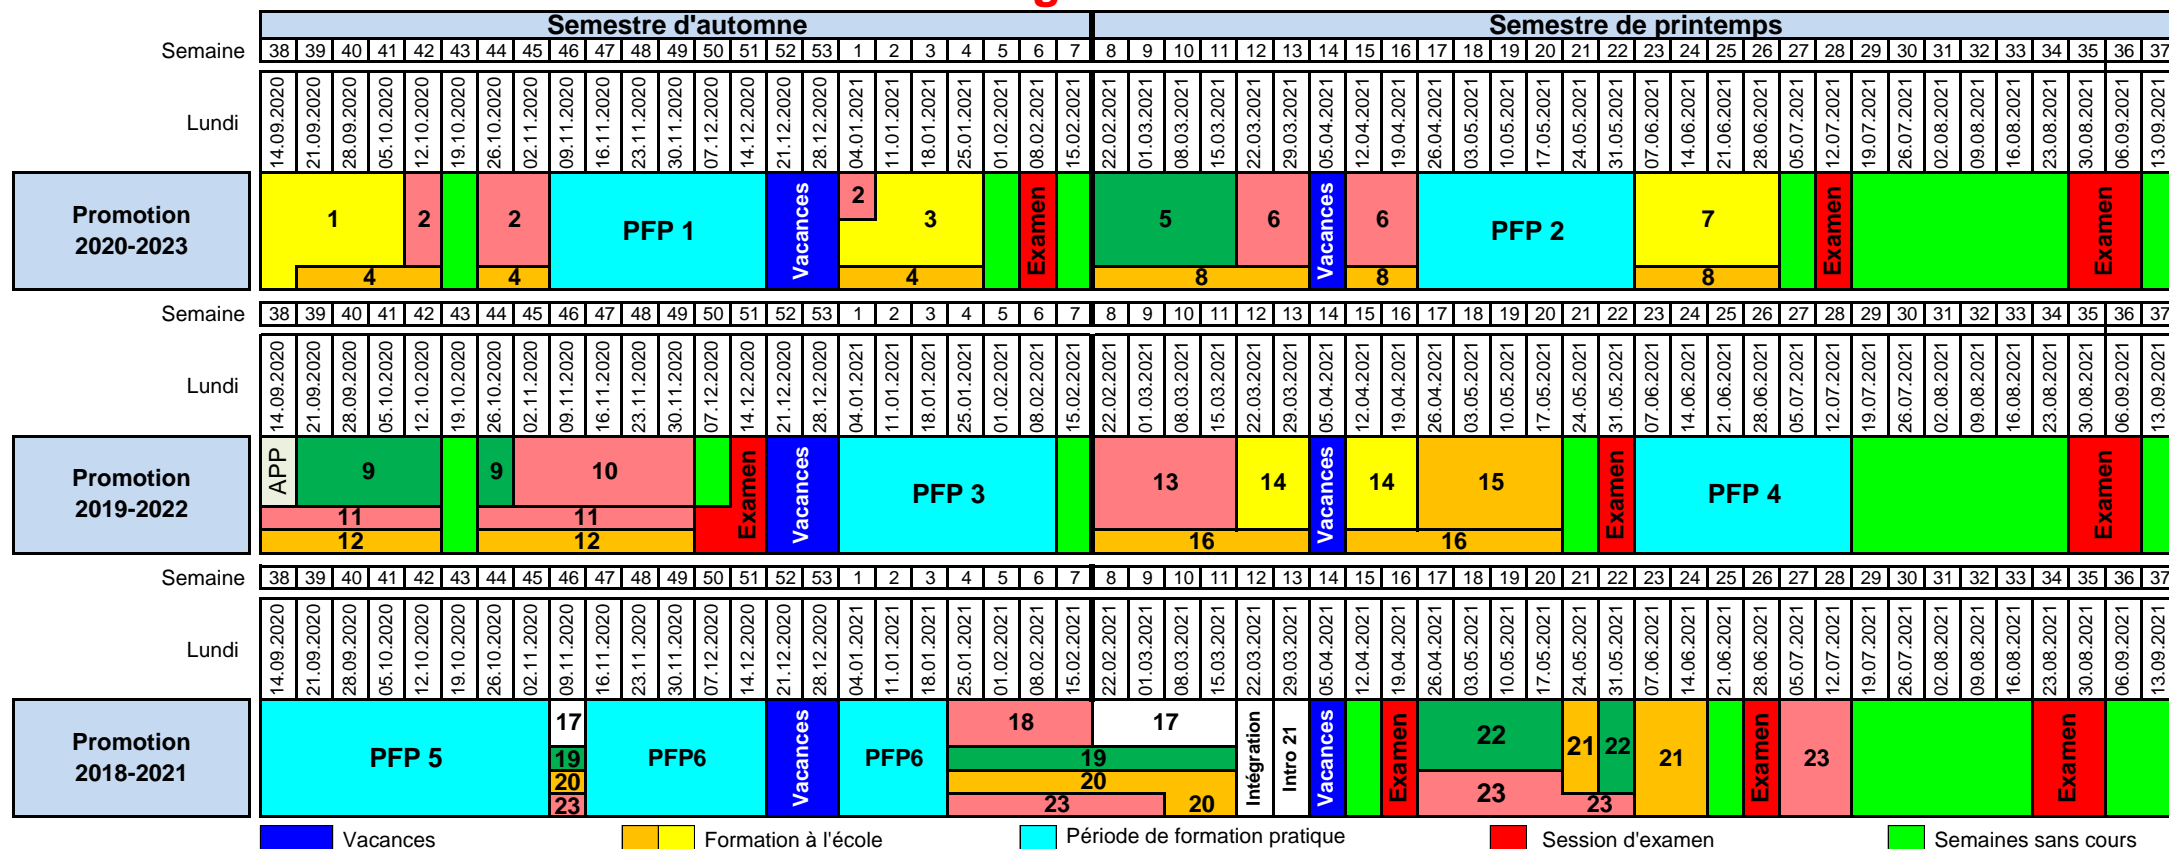 g
Semestre d'automne Semestre de printemps
Semaine 38 39 40 41 42 43 44 45 46 47 48 49 50 51 52 53 1 2 3 4 5 6 7 8 9 10 11 12 13 14 15 16 17 18 19 20 21 22 23 24 25 26 27 28 29 30 31 32 33 34 35 36 37
Lundi 14.09.2020 21.09.2020 28.09.2020 05.10.2020 12.10.2020 19.10.2020 26.10.2020 02.11.2020 09.11.2020 16.11.2020 23.11.2020 30.11.2020 07.12.2020 14.12.2020 21.12.2020 28.12.2020 04.01.2021 11.01.2021 18.01.2021 25.01.2021 01.02.2021 08.02.2021 15.02.2021 22.02.2021 01.03.2021 08.03.2021 15.03.2021 22.03.2021 29.03.2021 05.04.2021 12.04.2021 19.04.2021 26.04.2021 03.05.2021 10.05.2021 17.05.2021 24.05.2021 31.05.2021 07.06.2021 14.06.2021 21.06.2021 28.06.2021 05.07.2021 12.07.2021 19.07.2021 26.07.2021 02.08.2021 09.08.2021 16.08.2021 23.08.2021 30.08.2021 06.09.2021 13.09.2021
Promotion
2020-2023
1 2 2 PFP 1 Vacances 2 3 Examen 5 6 Vacances 6 PFP 2 7 Examen Examen
4 4 4 8 8 8
Semaine 38 39 40 41 42 43 44 45 46 47 48 49 50 51 52 53 1 2 3 4 5 6 7 8 9 10 11 12 13 14 15 16 17 18 19 20 21 22 23 24 25 26 27 28 29 30 31 32 33 34 35 36 37
Lundi 14.09.2020 21.09.2020 28.09.2020 05.10.2020 12.10.2020 19.10.2020 26.10.2020 02.11.2020 09.11.2020 16.11.2020 23.11.2020 30.11.2020 07.12.2020 14.12.2020 21.12.2020 28.12.2020 04.01.2021 11.01.2021 18.01.2021 25.01.2021 01.02.2021 08.02.2021 15.02.2021 22.02.2021 01.03.2021 08.03.2021 15.03.2021 22.03.2021 29.03.2021 05.04.2021 12.04.2021 19.04.2021 26.04.2021 03.05.2021 10.05.2021 17.05.2021 24.05.2021 31.05.2021 07.06.2021 14.06.2021 21.06.2021 28.06.2021 05.07.2021 12.07.2021 19.07.2021 26.07.2021 02.08.2021 09.08.2021 16.08.2021 23.08.2021 30.08.2021 06.09.2021 13.09.2021
Promotion
2019-2022
APP 9 9 10 Examen Vacances PFP 3 13 14 Vacances 14 15 Examen PFP 4 Examen
11 11
12 12 16 16
Semaine 38 39 40 41 42 43 44 45 46 47 48 49 50 51 52 53 1 2 3 4 5 6 7 8 9 10 11 12 13 14 15 16 17 18 19 20 21 22 23 24 25 26 27 28 29 30 31 32 33 34 35 36 37
Lundi 14.09.2020 21.09.2020 28.09.2020 05.10.2020 12.10.2020 19.10.2020 26.10.2020 02.11.2020 09.11.2020 16.11.2020 23.11.2020 30.11.2020 07.12.2020 14.12.2020 21.12.2020 28.12.2020 04.01.2021 11.01.2021 18.01.2021 25.01.2021 01.02.2021 08.02.2021 15.02.2021 22.02.2021 01.03.2021 08.03.2021 15.03.2021 22.03.2021 29.03.2021 05.04.2021 12.04.2021 19.04.2021 26.04.2021 03.05.2021 10.05.2021 17.05.2021 24.05.2021 31.05.2021 07.06.2021 14.06.2021 21.06.2021 28.06.2021 05.07.2021 12.07.2021 19.07.2021 26.07.2021 02.08.2021 09.08.2021 16.08.2021 23.08.2021 30.08.2021 06.09.2021 13.09.2021
Promotion
2018-2021
PFP 5 17 PFP6 Vacances PFP6 18 17 Intégration Intro 21 Vacances Examen 22 21 22 21 Examen 23 Examen
19 19
20 20
23 23 20 23 23
Vacances Formation à l'école Période de formation pratique Session d'examen Semaines sans cours